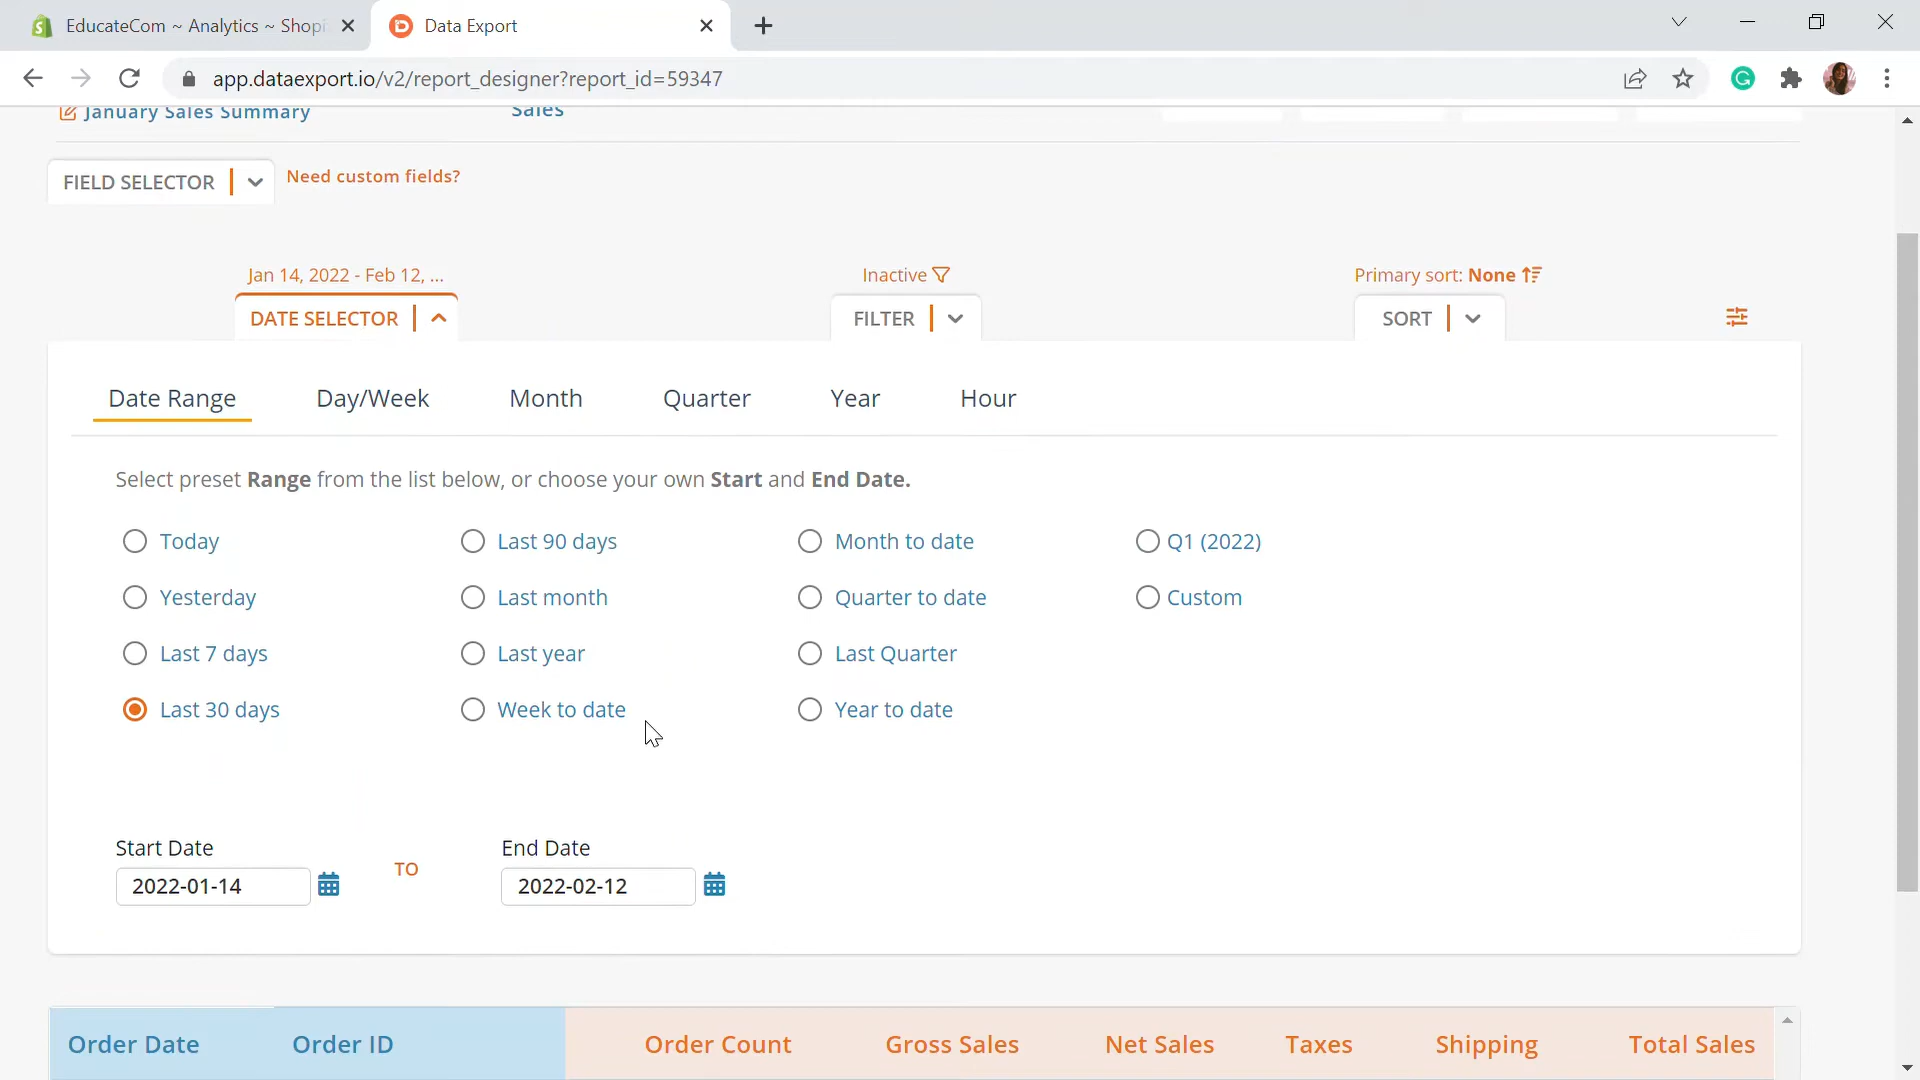 EducateCom ~ Analytics ~ Shopi
Data Export
app.dataexport.io/v2/report_designer?report_id=59347
January Sales Summary
Sales
FIELD SELECTOR
Need custom fields?
Jan 14, 2022 - Feb 12, ...
Inactive
Primary sort: None
DATE SELECTOR
FILTER
SORT
Date Range
Day/Week
Month
Quarter
Year
Hour
Select preset Range from the list below, or choose your own Start and End Date.
Today
Last 90 days
Month to date
Q1 (2022)
Yesterday
Last month
Quarter to date
Custom
Last 7 days
Last year
Last Quarter
Last 30 days
Week to date
Year to date
Start Date
End Date
2022-01-14
TO
2022-02-12
Order Date
Order ID
Order Count
Gross Sales
Net Sales
Taxes
Shipping
Total Sales